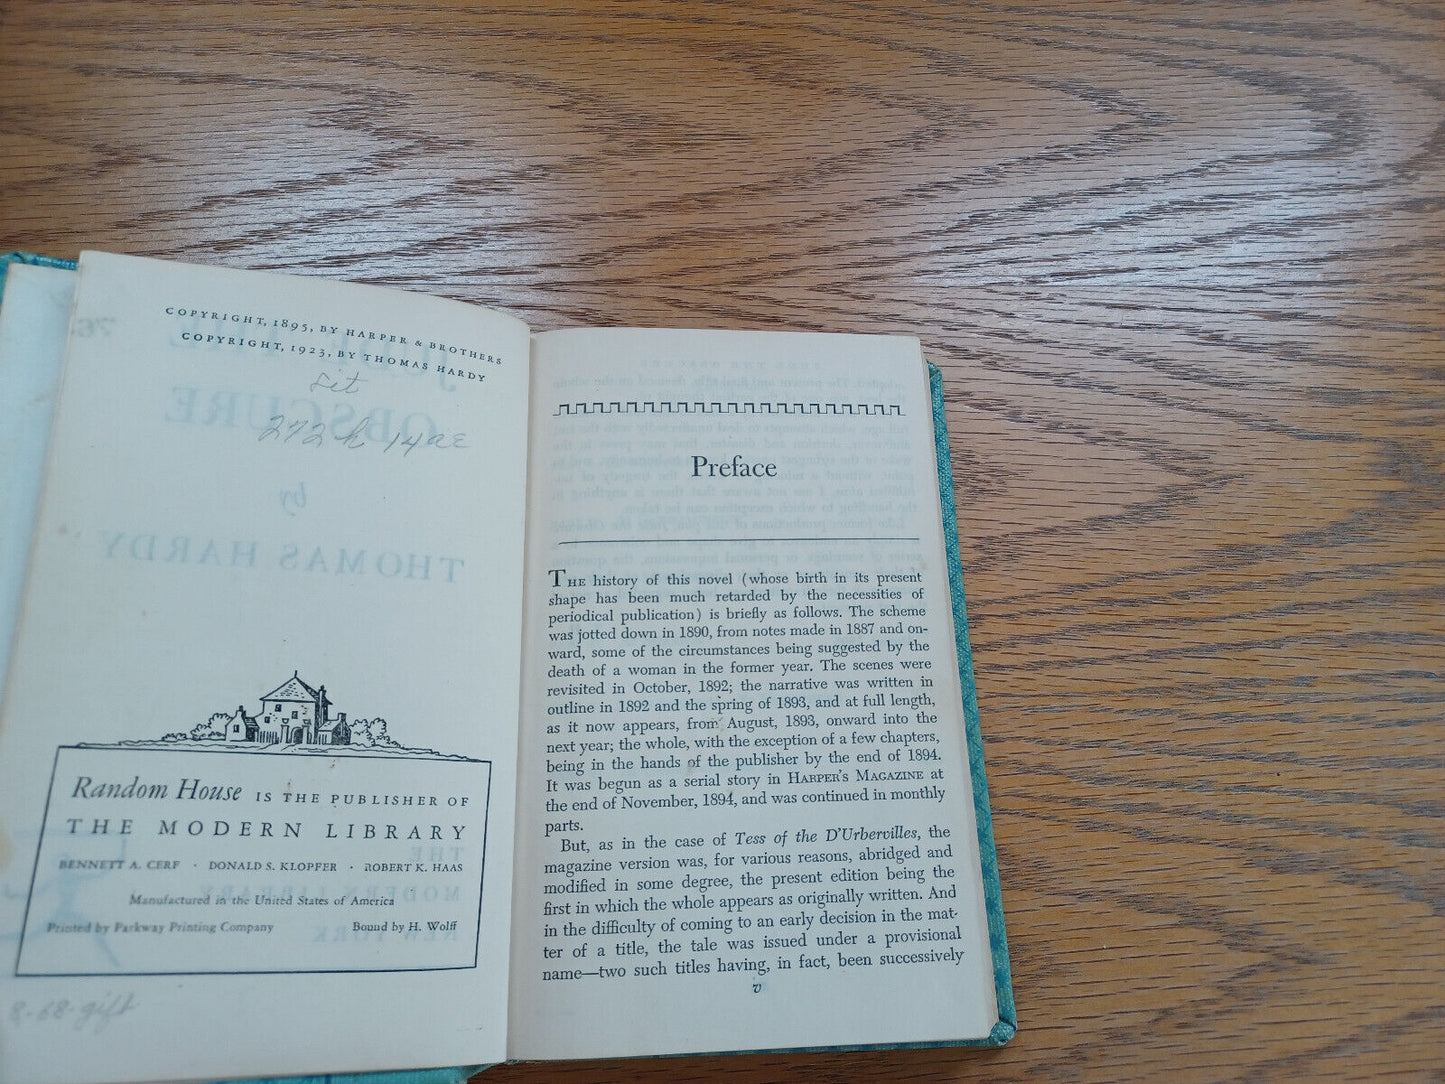 COPYRIGHT, 1895, BY HARPER & BROTHERS
COPYRIGHT, 1923, BY THOMAS HARDY
Random House IS THE PUBLISHER OF
THE MODERN LIBRARY
BENNETT A. CERF · DONALD S. KLOPFER · ROBERT K. HAAS
Manufactured in the United States of America
Printed by Parkway Printing Company Bound by H. Wolff
8-68-gift
Preface
THE history of this novel (whose birth in its present
shape has been much retarded by the necessities of
periodical publication) is briefly as follows. The scheme
was jotted down in 1890, from notes made in 1887 and on-
ward, some of the circumstances being suggested by the
death of a woman in the former year. The scenes were
revisited in October, 1892; the narrative was written in
outline in 1892 and the spring of 1893, and at full length,
as it now appears, from August, 1893, onward into the
next year; the whole, with the exception of a few chapters,
being in the hands of the publisher by the end of 1894.
It was begun as a serial story in HARPER'S MAGAZINE at
the end of November, 1894, and was continued in monthly
parts.
But, as in the case of Tess of the D'Urbervilles, the
magazine version was, for various reasons, abridged and
modified in some degree, the present edition being the
first in which the whole appears as originally written. And
in the difficulty of coming to an early decision in the mat-
ter of a title, the tale was issued under a provisional
name—two such titles having, in fact, been successively
v